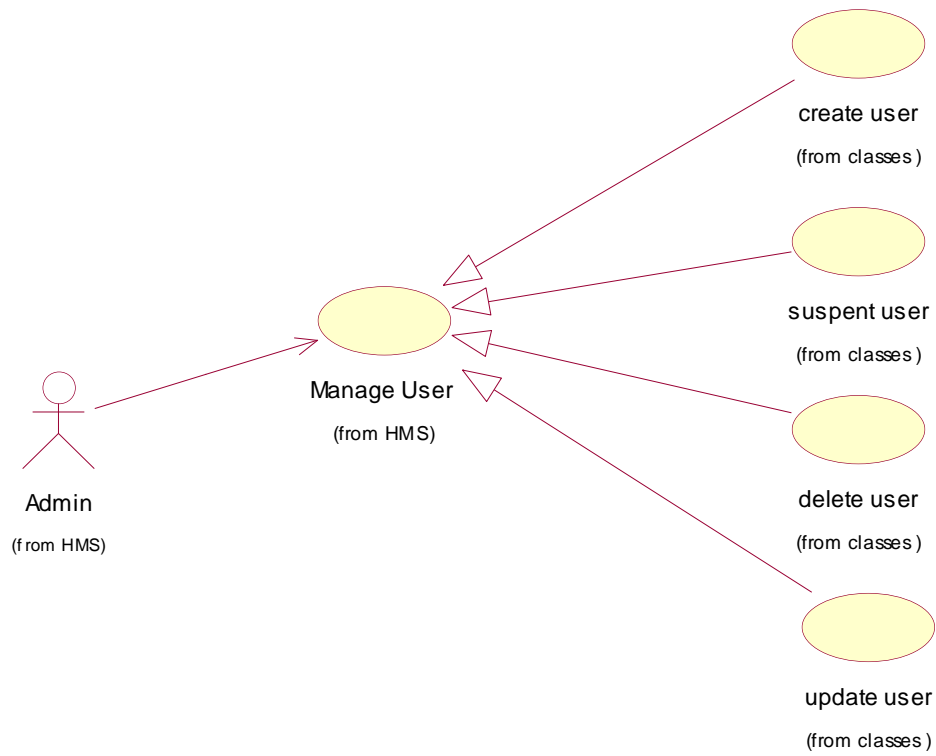 create user
(from classes)
suspent user
(from classes)
Manage User
(from HMS)
Admin
(from HMS)
delete user
(from classes)
update user
(from classes)